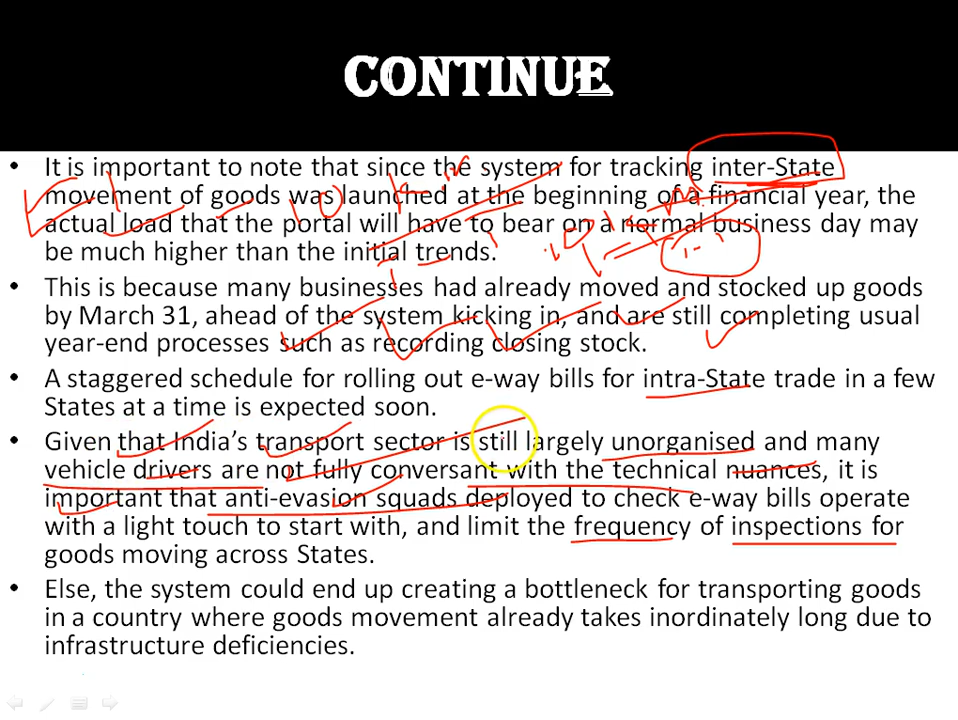 CONTINUE
• It is important to note that since the system for tracking inter-State
movement of goods was launched at the beginning of a financial year, the
actual load that the portal will have to bear on a normal business day may
be much higher than the initial trends.
• This is because many businesses had already moved and stocked up goods
by March 31, ahead of the system kicking in, and are still completing usual
year-end processes such as recording closing stock.
• A staggered schedule for rolling out e-way bills for intra-State trade in a few
States at a time is expected soon.
• Given that India's transport sector is still largely unorganised and many
vehicle drivers are not fully conversant with the technical nuances, it is
important that anti-evasion squads deployed to check e-way bills operate
with a light touch to start with, and limit the frequency of inspections for
goods moving across States.
• Else, the system could end up creating a bottleneck for transporting goods
in a country where goods movement already takes inordinately long due to
infrastructure deficiencies.